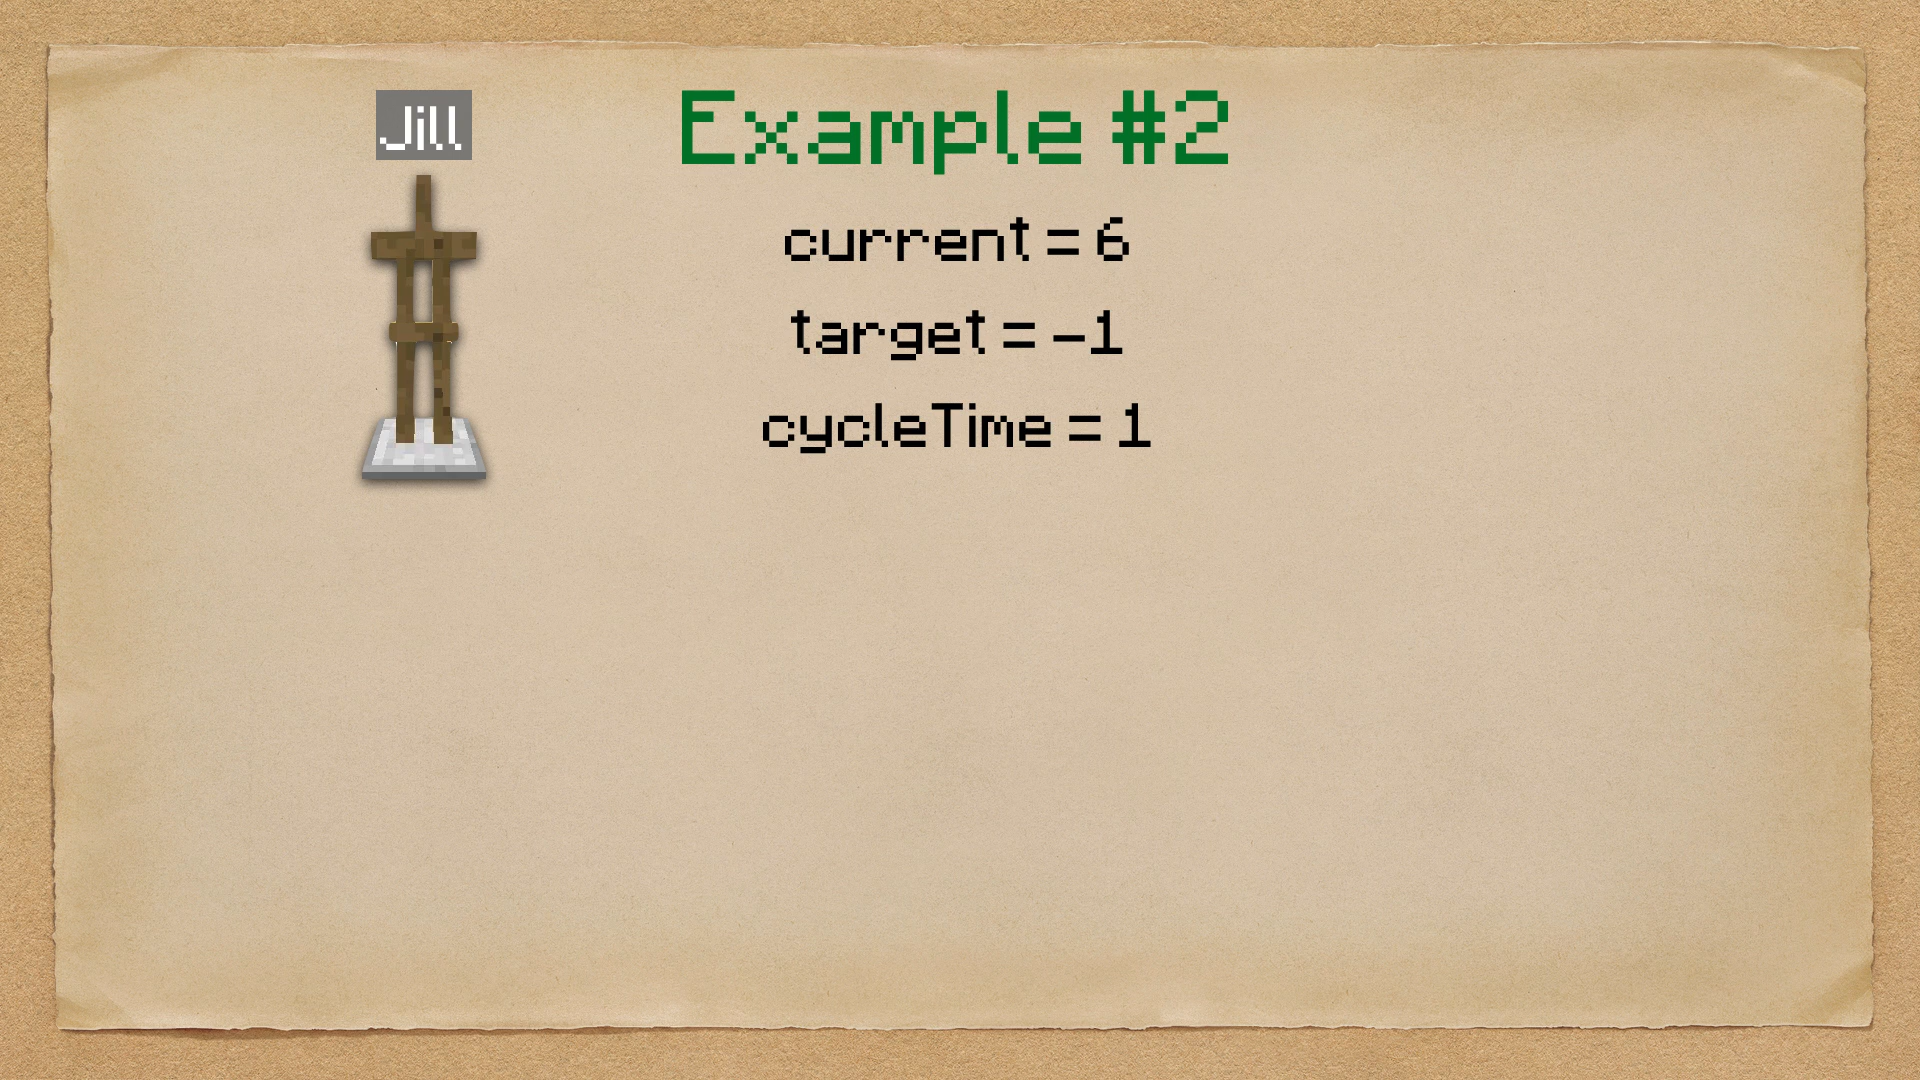 Jill
Example #2
current = 6
target = -1
cycleTime = 1